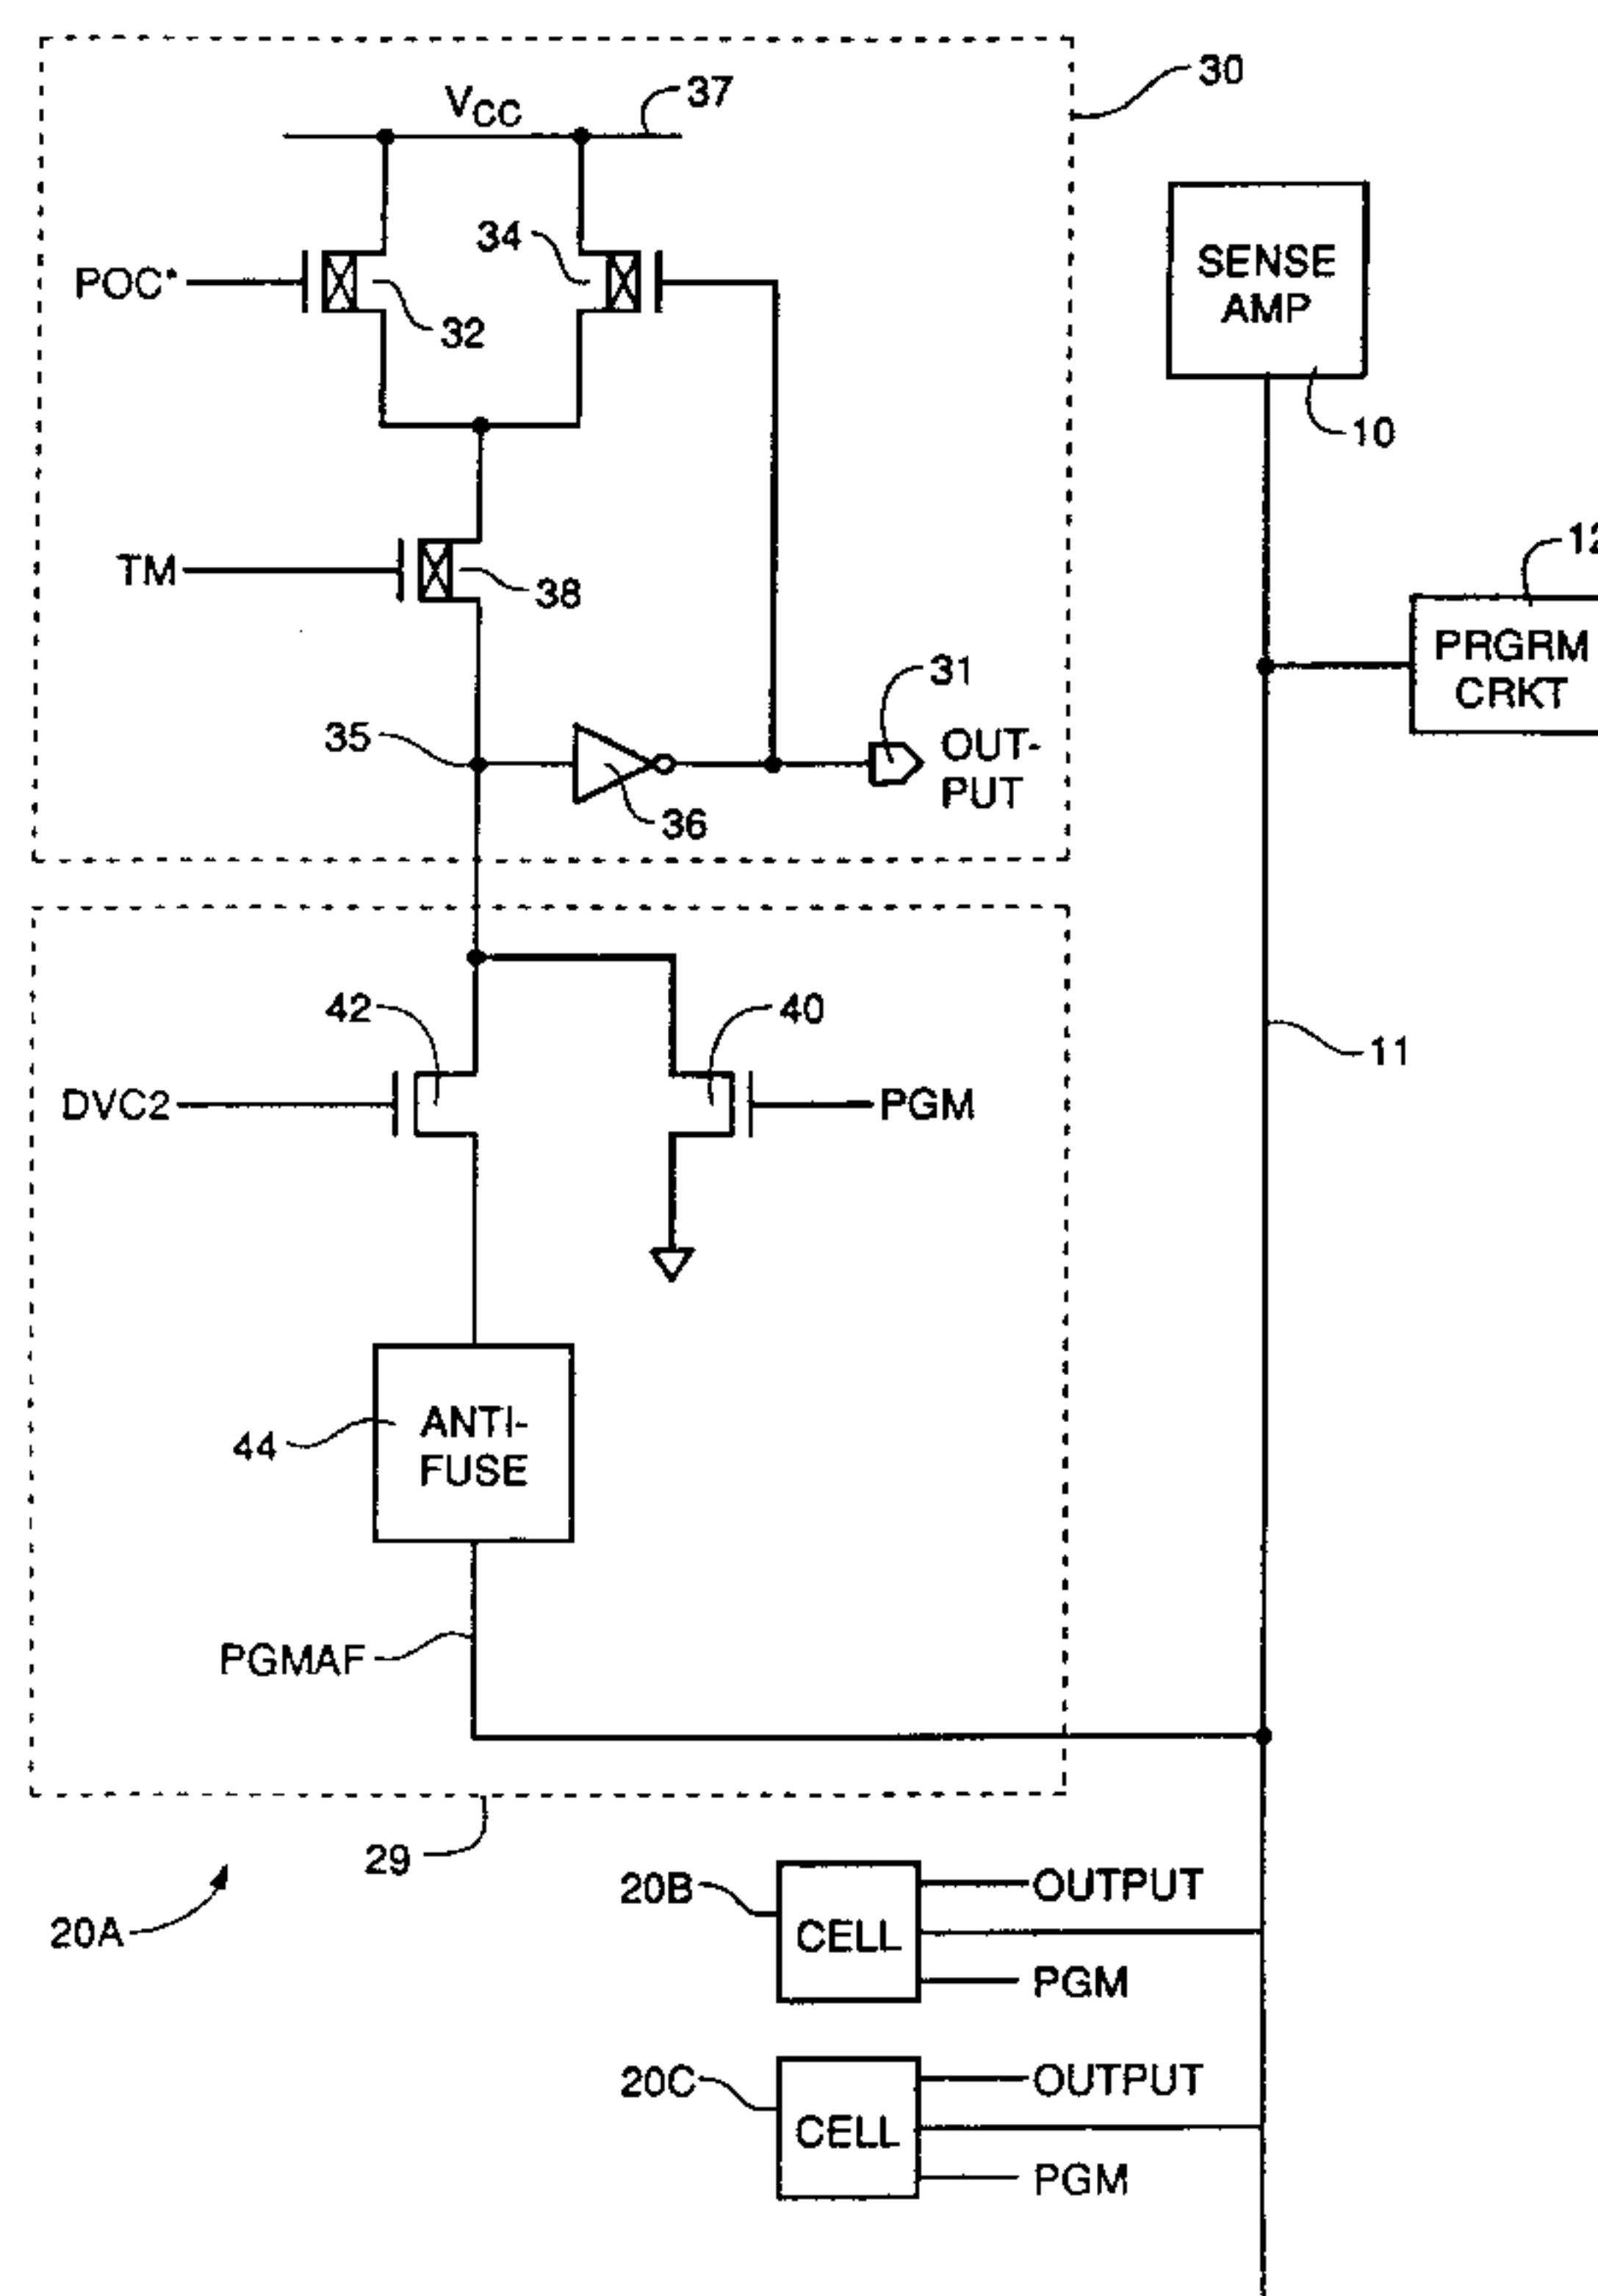 30
VCC
37
SENSE
AMP
34
POC*
32
10
TM
38
12
PRGRM
CRKT
31
35
OUT-
PUT
36
42
40
11
DVC2
PGM
ANTI-
FUSE
44
PGMAF
29
20B
OUTPUT
CELL
20A
PGM
20C
OUTPUT
CELL
PGM